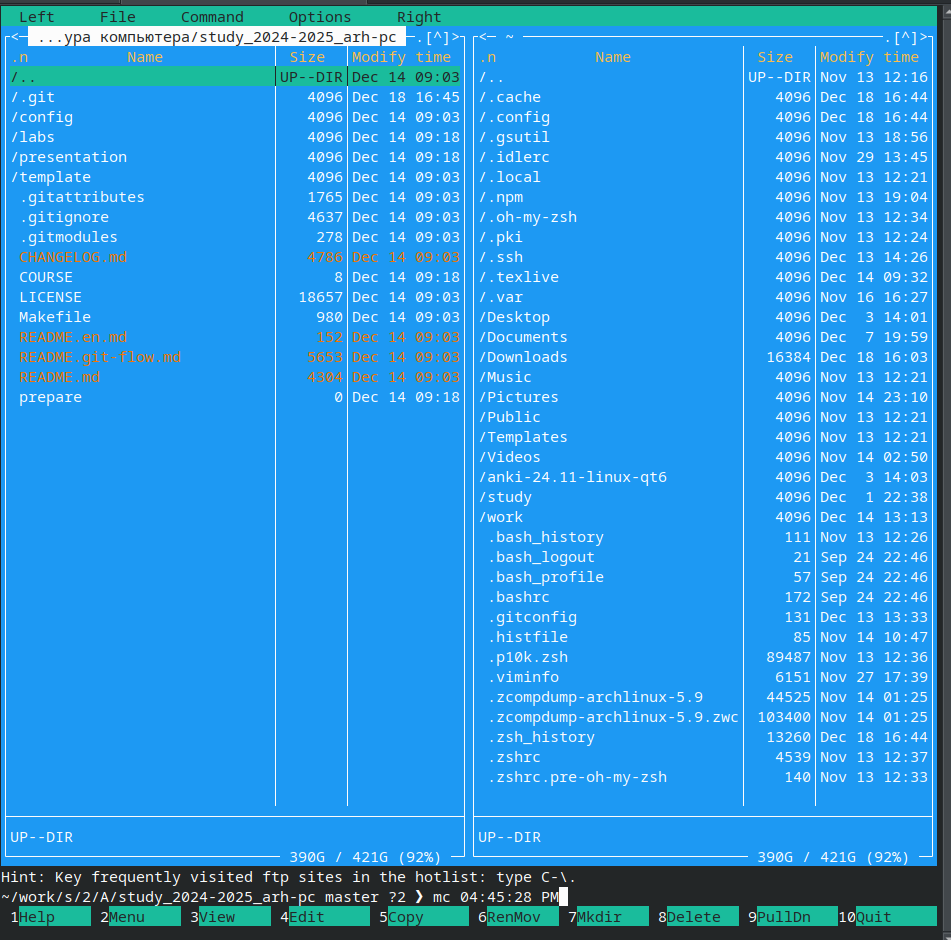 Left File Command Options Right
<─ ...ура компьютера/study_2024-2025_arh-pc ─.[^]>
.n Name Size Modify time
/.. UP--DIR Dec 14 09:03
/.git 4096 Dec 18 16:45
/config 4096 Dec 14 09:03
/labs 4096 Dec 14 09:18
/presentation 4096 Dec 14 09:18
/template 4096 Dec 14 09:03
.gitattributes 1765 Dec 14 09:03
.gitignore 4637 Dec 14 09:03
.gitmodules 278 Dec 14 09:03
CHANGELOG.md 4786 Dec 14 09:03
COURSE 8 Dec 14 09:18
LICENSE 18657 Dec 14 09:03
Makefile 980 Dec 14 09:03
README.en.md 152 Dec 14 09:03
README.git-flow.md 5653 Dec 14 09:03
README.md 4304 Dec 14 09:03
prepare 0 Dec 14 09:18
UP--DIR
390G / 421G (92%)
<─ ~ ─.[^]>
.n Name Size Modify time
/.. UP--DIR Nov 13 12:16
/.cache 4096 Dec 18 16:44
/.config 4096 Dec 18 16:44
/.gsutil 4096 Nov 13 18:56
/.idlerc 4096 Nov 29 13:45
/.local 4096 Nov 13 12:21
/.npm 4096 Nov 13 19:04
/.oh-my-zsh 4096 Nov 13 12:34
/.pki 4096 Nov 13 12:24
/.ssh 4096 Dec 13 14:26
/.texlive 4096 Dec 14 09:32
/.var 4096 Nov 16 16:27
/Desktop 4096 Dec 3 14:01
/Documents 4096 Dec 7 19:59
/Downloads 16384 Dec 18 16:03
/Music 4096 Nov 13 12:21
/Pictures 4096 Nov 14 23:10
/Public 4096 Nov 13 12:21
/Templates 4096 Nov 13 12:21
/Videos 4096 Nov 14 02:50
/anki-24.11-linux-qt6 4096 Dec 3 14:03
/study 4096 Dec 1 22:38
/work 4096 Dec 14 13:13
.bash_history 111 Nov 13 12:26
.bash_logout 21 Sep 24 22:46
.bash_profile 57 Sep 24 22:46
.bashrc 172 Sep 24 22:46
.gitconfig 131 Dec 13 13:33
.histfile 85 Nov 14 10:47
.p10k.zsh 89487 Nov 13 12:36
.viminfo 6151 Nov 27 17:39
.zcompdump-archlinux-5.9 44525 Nov 14 01:25
.zcompdump-archlinux-5.9.zwc 103400 Nov 14 01:25
.zsh_history 13260 Dec 18 16:44
.zshrc 4539 Nov 13 12:37
.zshrc.pre-oh-my-zsh 140 Nov 13 12:33
UP--DIR
390G / 421G (92%)
Hint: Key frequently visited ftp sites in the hotlist: type C-\.
~/work/s/2/A/study_2024-2025_arh-pc master ?2 ❯ mc 04:45:28 PM
1Help 2Menu 3View 4Edit 5Copy 6RenMov 7Mkdir 8Delete 9PullDn 10Quit